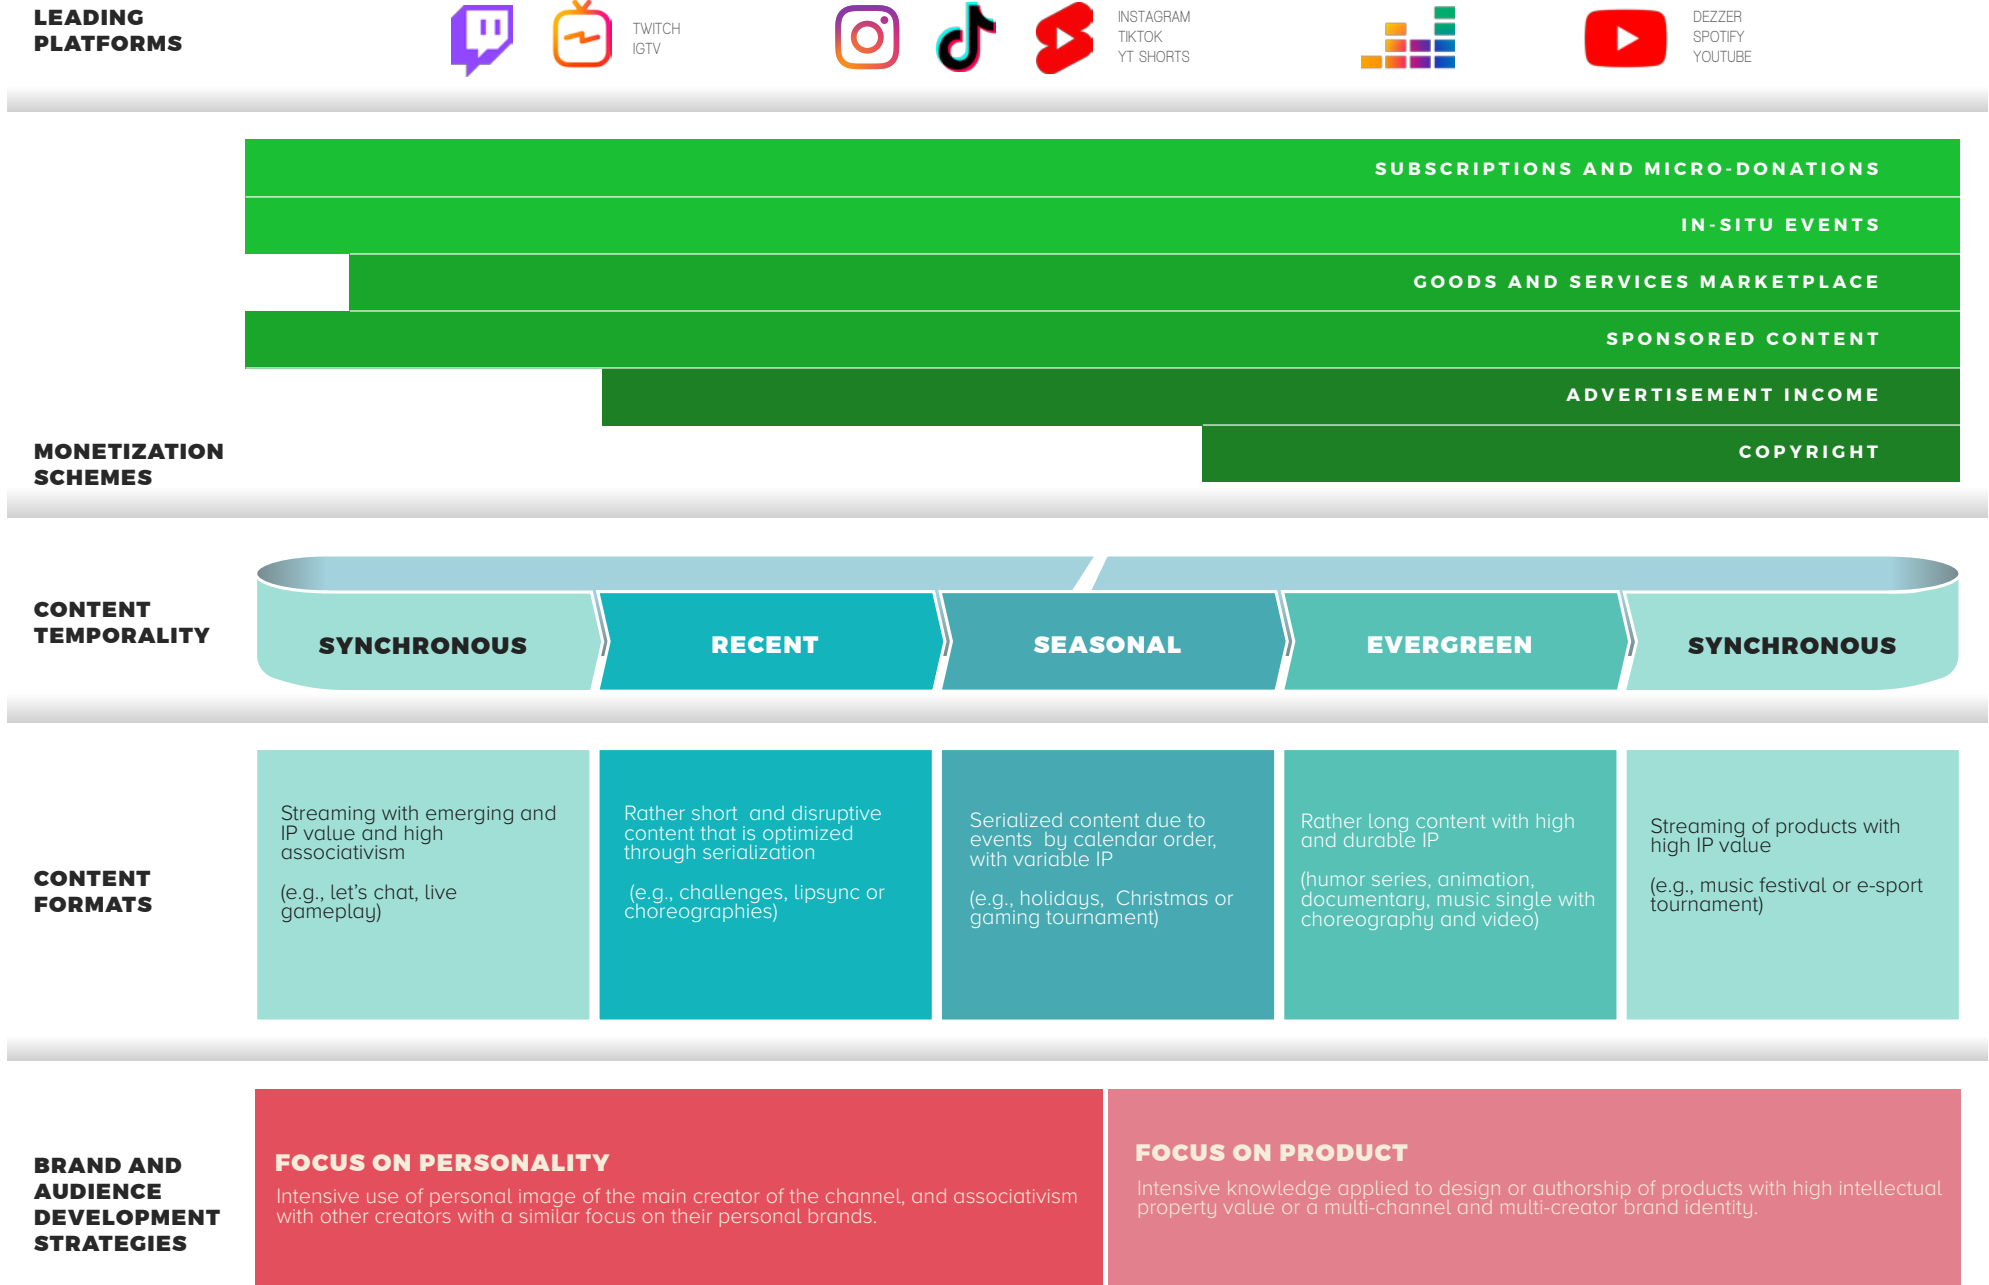 LEADING
PLATFORMS
TWITCH
IGTV
INSTAGRAM
TIKTOK
YT SHORTS
DEZZER
SPOTIFY
YOUTUBE
SUBSCRIPTIONS AND MICRO-DONATIONS
IN-SITU EVENTS
GOODS AND SERVICES MARKETPLACE
SPONSORED CONTENT
ADVERTISEMENT INCOME
COPYRIGHT
MONETIZATION
SCHEMES
CONTENT
TEMPORALITY
SYNCHRONOUS
RECENT
SEASONAL
EVERGREEN
SYNCHRONOUS
CONTENT
FORMATS
Streaming with emerging and
IP value and high
associativism
(e.g., let's chat, live
gameplay)
Rather short and disruptive
content that is optimized
through serialization
(e.g., challenges, lipsync or
choreographies)
Serialized content due to
events by calendar order,
with variable IP
(e.g., holidays, Christmas or
gaming tournament)
Rather long content with high
and durable IP
(humor series, animation,
documentary, music single with
choreography and video)
Streaming of products with
high IP value
(e.g., music festival or e-sport
tournament)
BRAND AND
AUDIENCE
DEVELOPMENT
STRATEGIES
FOCUS ON PERSONALITY
Intensive use of personal image of the main creator of the channel, and associativism
with other creators with a similar focus on their personal brands.
FOCUS ON PRODUCT
Intensive knowledge applied to design or authorship of products with high intellectual
property value or a multi-channel and multi-creator brand identity.